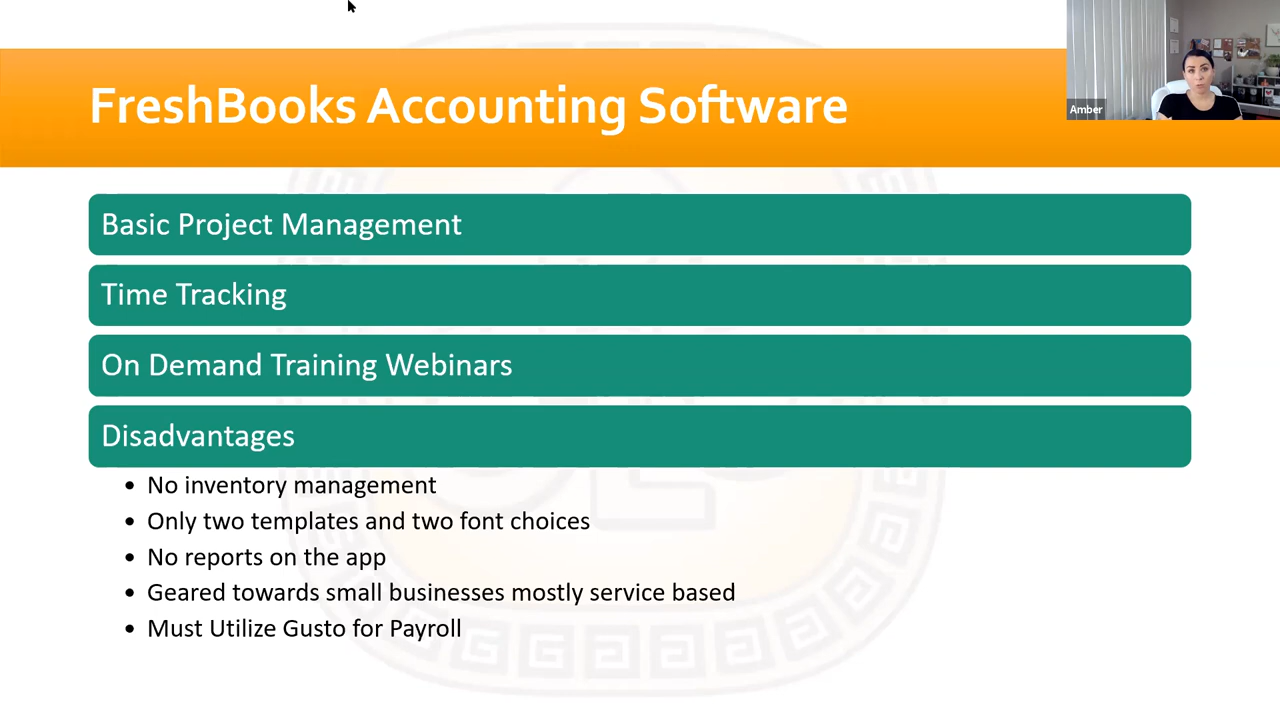 FreshBooks Accounting Software
Amber
Basic Project Management
Time Tracking
On Demand Training Webinars
Disadvantages
• No inventory management
• Only two templates and two font choices
• No reports on the app
• Geared towards small businesses mostly service based
• Must Utilize Gusto for Payroll